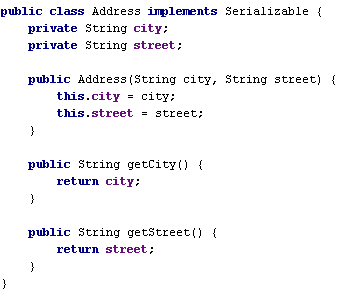 public class Address implements Serializable {
    private String city;
    private String street;

    public Address(String city, String street) {
        this.city = city;
        this.street = street;
    }

    public String getCity() {
        return city;
    }

    public String getStreet() {
        return street;
    }
}